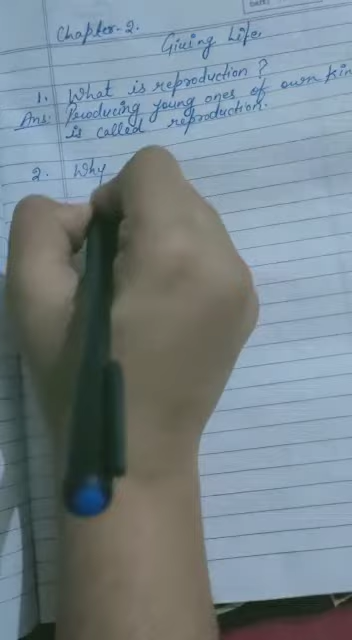 Chapter-2.
Giving Life.
1. What is reproduction?
Ans: Producing young ones of own kin
is called reproduction.
2. Why